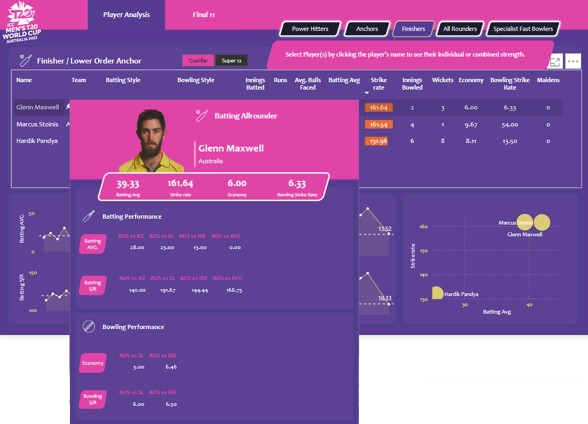 ICC
MEN'S T20
WORLD CUP
AUSTRALIA 2022
Player Analysis
Final 11
Power Hitters
Anchors
Finishers
All Rounders
Specialist Fast Bowlers
Select Player(s) by clicking the player's name to see their individual or combined strength.
Finisher / Lower Order Anchor
Qualifier
Super 12
Name Team Batting Style Bowling Style Innings Batted Runs Avg. Balls Faced Batting Avg Strike rate Innings Bowled Wickets Economy Bowling Strike Rate Maidens
Glenn Maxwell 161.64 2 3 6.00 6.33 0
Marcus Stoinis 161.54 4 1 9.67 54.00 0
Hardik Pandya 131.96 6 8 8.11 13.50 0
Batting Allrounder
Glenn Maxwell
Australia
39.33 161.64 6.00 6.33
Batting Avg Strike rate Economy Bowling Strike Rate
Batting Performance
Batting AVG.
AUS vs NZ AUS vs SL AUS vs IRE AUS vs AFG
28.00 23.00 13.00 0.00
Batting S/R
AUS vs NZ AUS vs SL AUS vs IRE AUS vs AFG
140.00 191.67 144.44 168.75
Bowling Performance
Economy
AUS vs SL AUS vs IRE
5.00 6.46
Bowling S/R
AUS vs SL AUS vs IRE
6.00 6.50
Batting AVG.
50
0
Batting S/R
150
100
13.52
18.33
Strike rate
160
150
140
130
Marcus
Glenn Maxwell
Hardik Pandya
30
40
Batting Avg